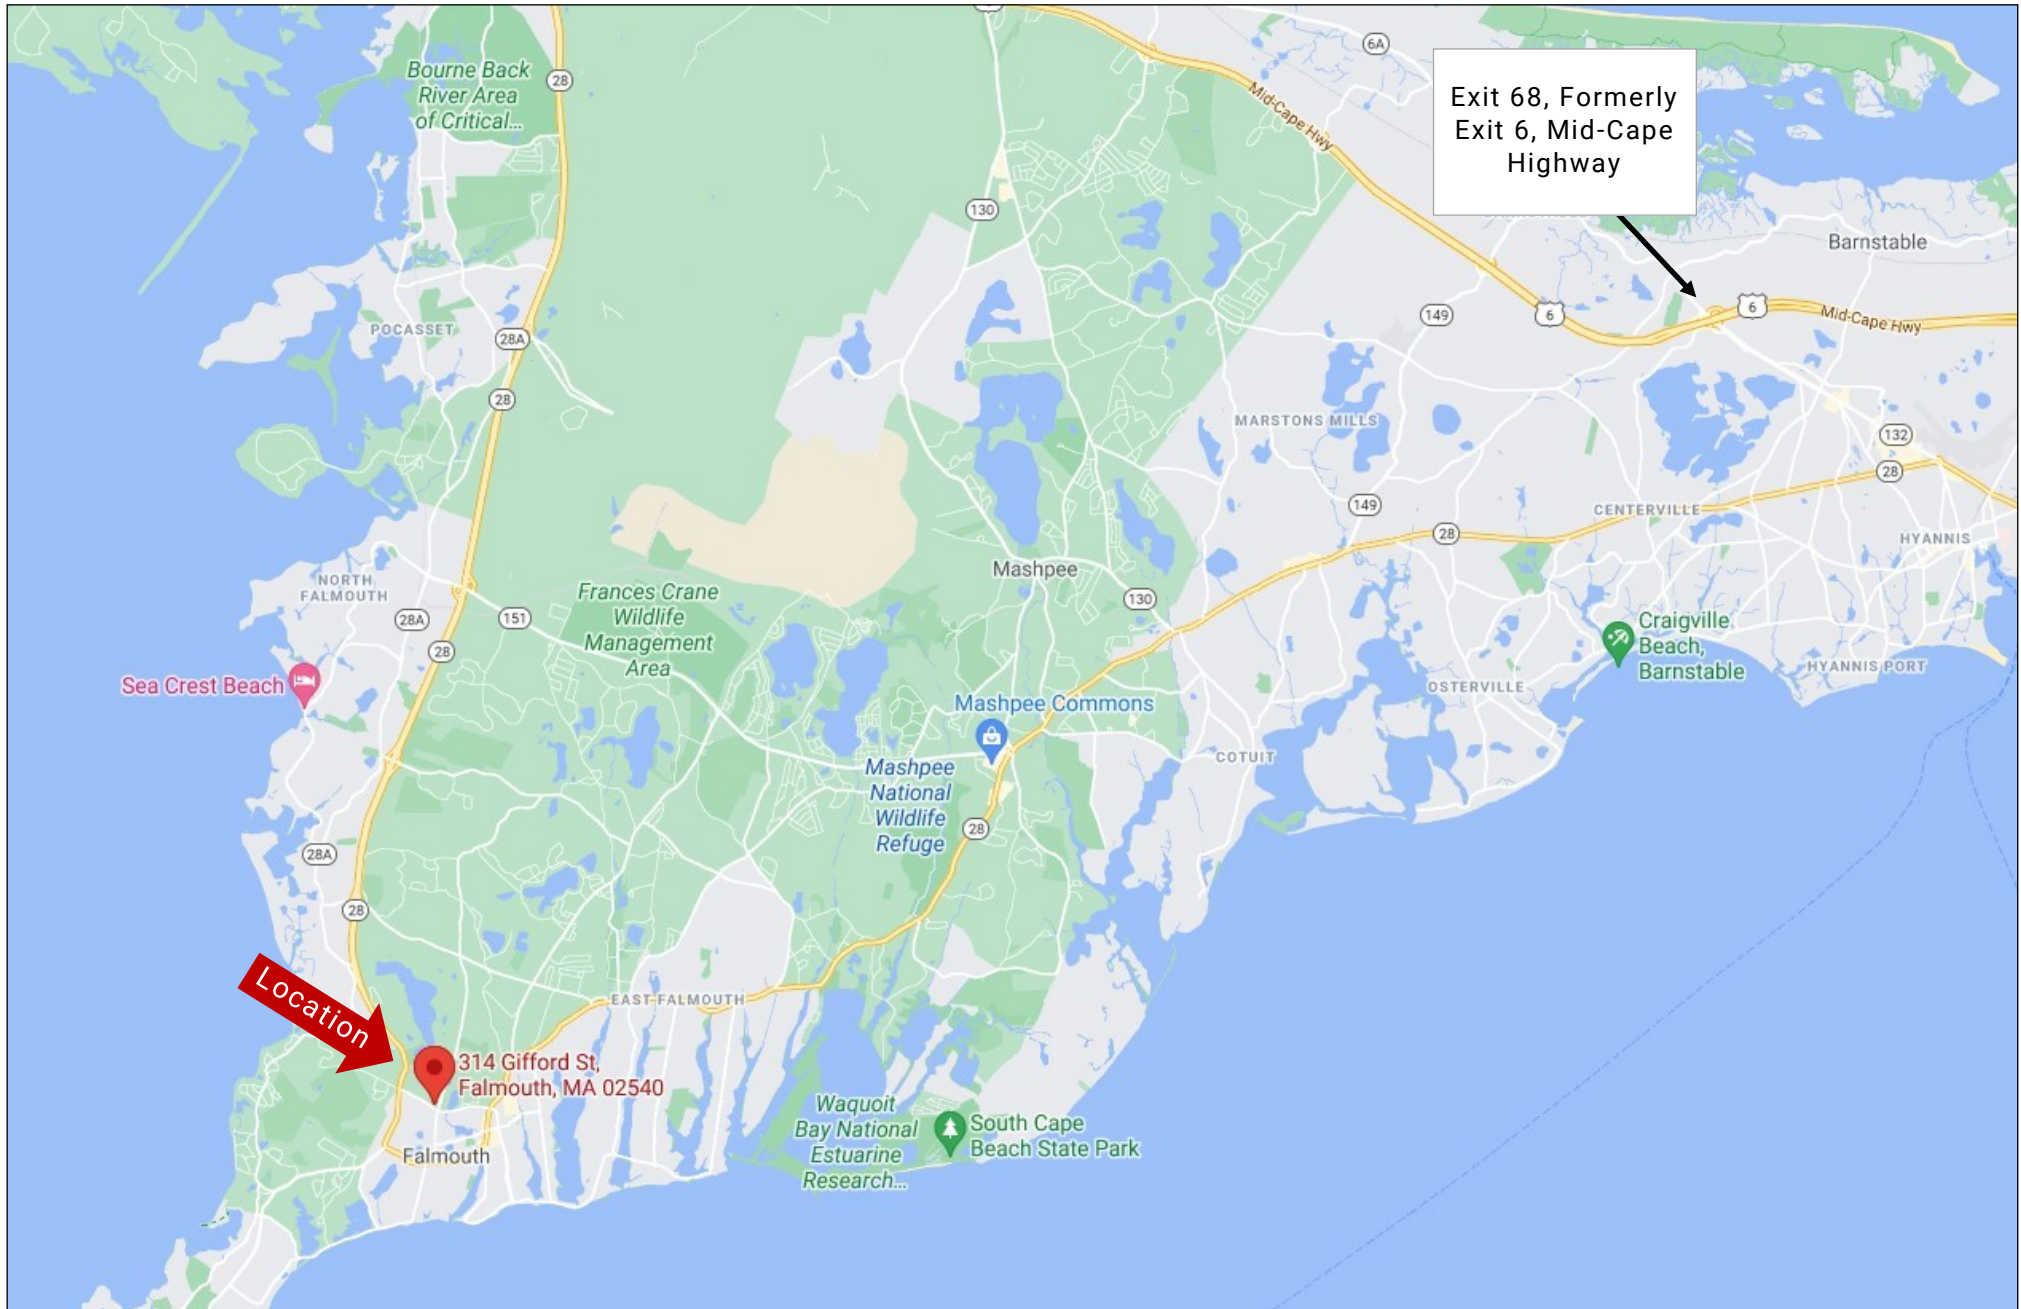 6A
Bourne Back
River Area
of Critical...
28
Mid-Cape Hwy
Exit 68, Formerly
Exit 6, Mid-Cape
Highway
130
Barnstable
149
6
6
Mid-Cape Hwy
POCASSET
28A
28
MARSTONS MILLS
132
28
149
CENTERVILLE
28
HYANNIS
Mashpee
130
NORTH
FALMOUTH
28A
151
28
Frances Crane
Wildlife
Management
Area
Craigville
Beach,
Barnstable
HYANNIS PORT
Sea Crest Beach
OSTERVILLE
Mashpee Commons
COTUIT
Mashpee
National
Wildlife
Refuge
28
28A
28
Location
EAST FALMOUTH
314 Gifford St,
Falmouth, MA 02540
Falmouth
Waquoit
Bay National
Estuarine
Research...
South Cape
Beach State Park